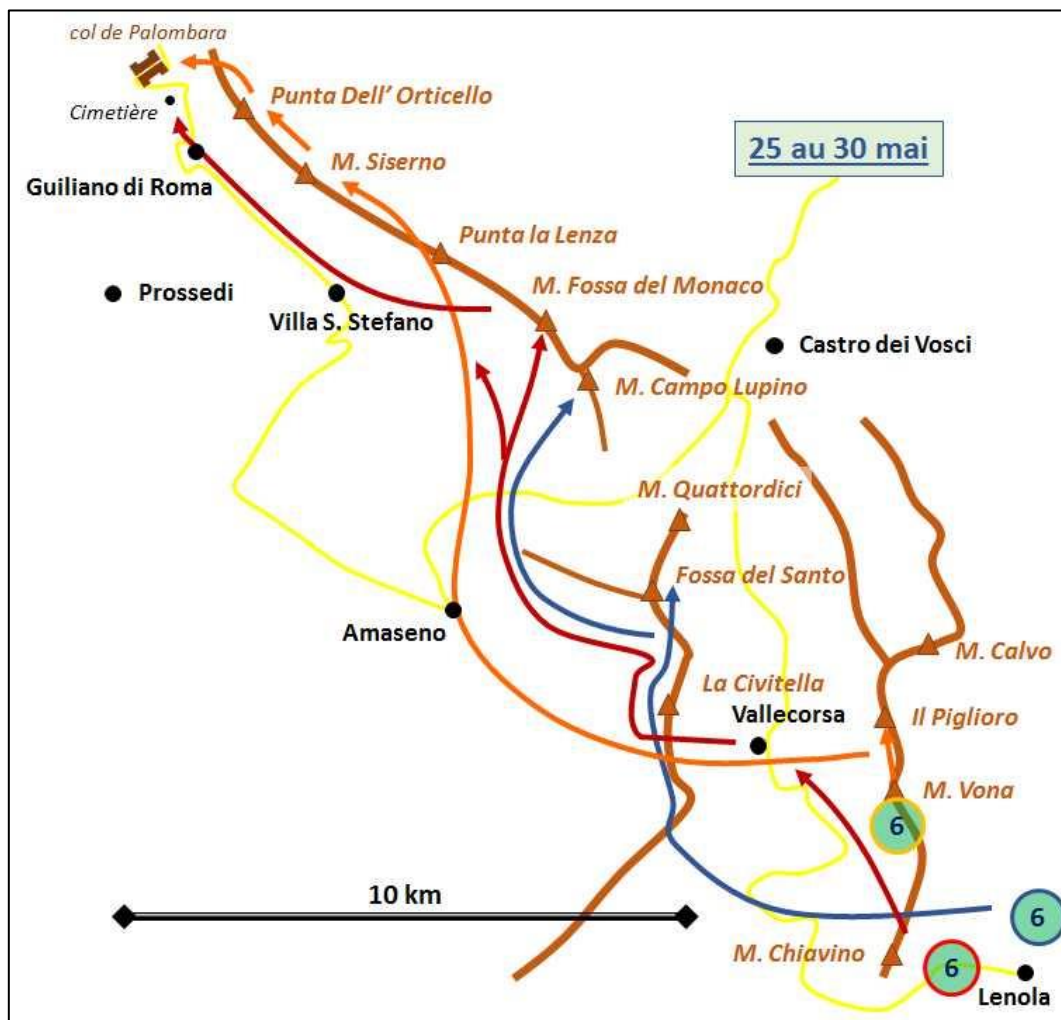 col de Palombara
Cimetière
Punta Dell' Orticello
25 au 30 mai
M. Siserno
Guiliano di Roma
Punta la Lenza
M. Fossa del Monaco
Prossedi
Villa S. Stefano
Castro dei Vosci
M. Campo Lupino
M. Quattordici
Fossa del Santo
Amaseno
M. Calvo
La Civitella
Vallecorsa
Il Piglioro
M. Vona
6
10 km
6
M. Chiavino
6
Lenola